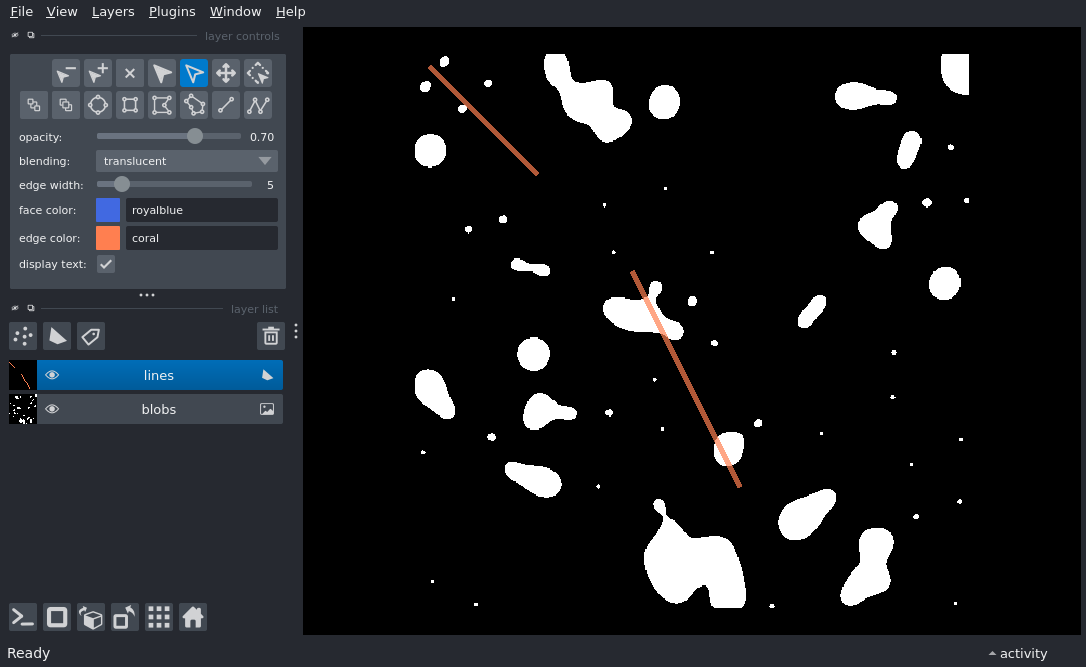 File View Layers Plugins Window Help
layer controls
opacity: 0.70
blending: translucent
edge width: 5
face color: royalblue
edge color: coral
display text:
layer list
lines
blobs
Ready
activity